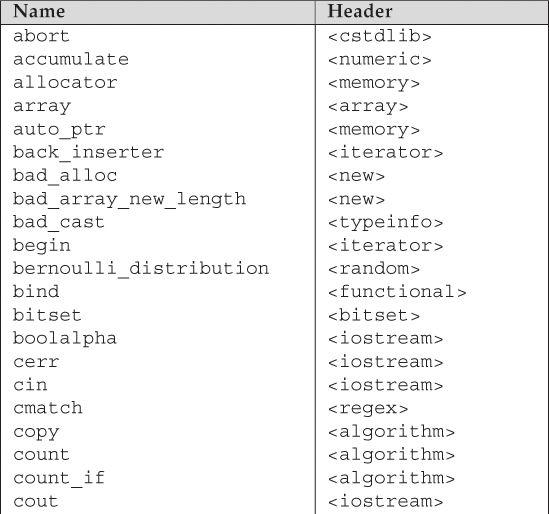 Name Header
abort <cstdlib>
accumulate <numeric>
allocator <memory>
array <array>
auto_ptr <memory>
back_inserter <iterator>
bad_alloc <new>
bad_array_new_length <new>
bad_cast <typeinfo>
begin <iterator>
bernoulli_distribution <random>
bind <functional>
bitset <bitset>
boolalpha <iostream>
cerr <iostream>
cin <iostream>
cmatch <regex>
copy <algorithm>
count <algorithm>
count_if <algorithm>
cout <iostream>